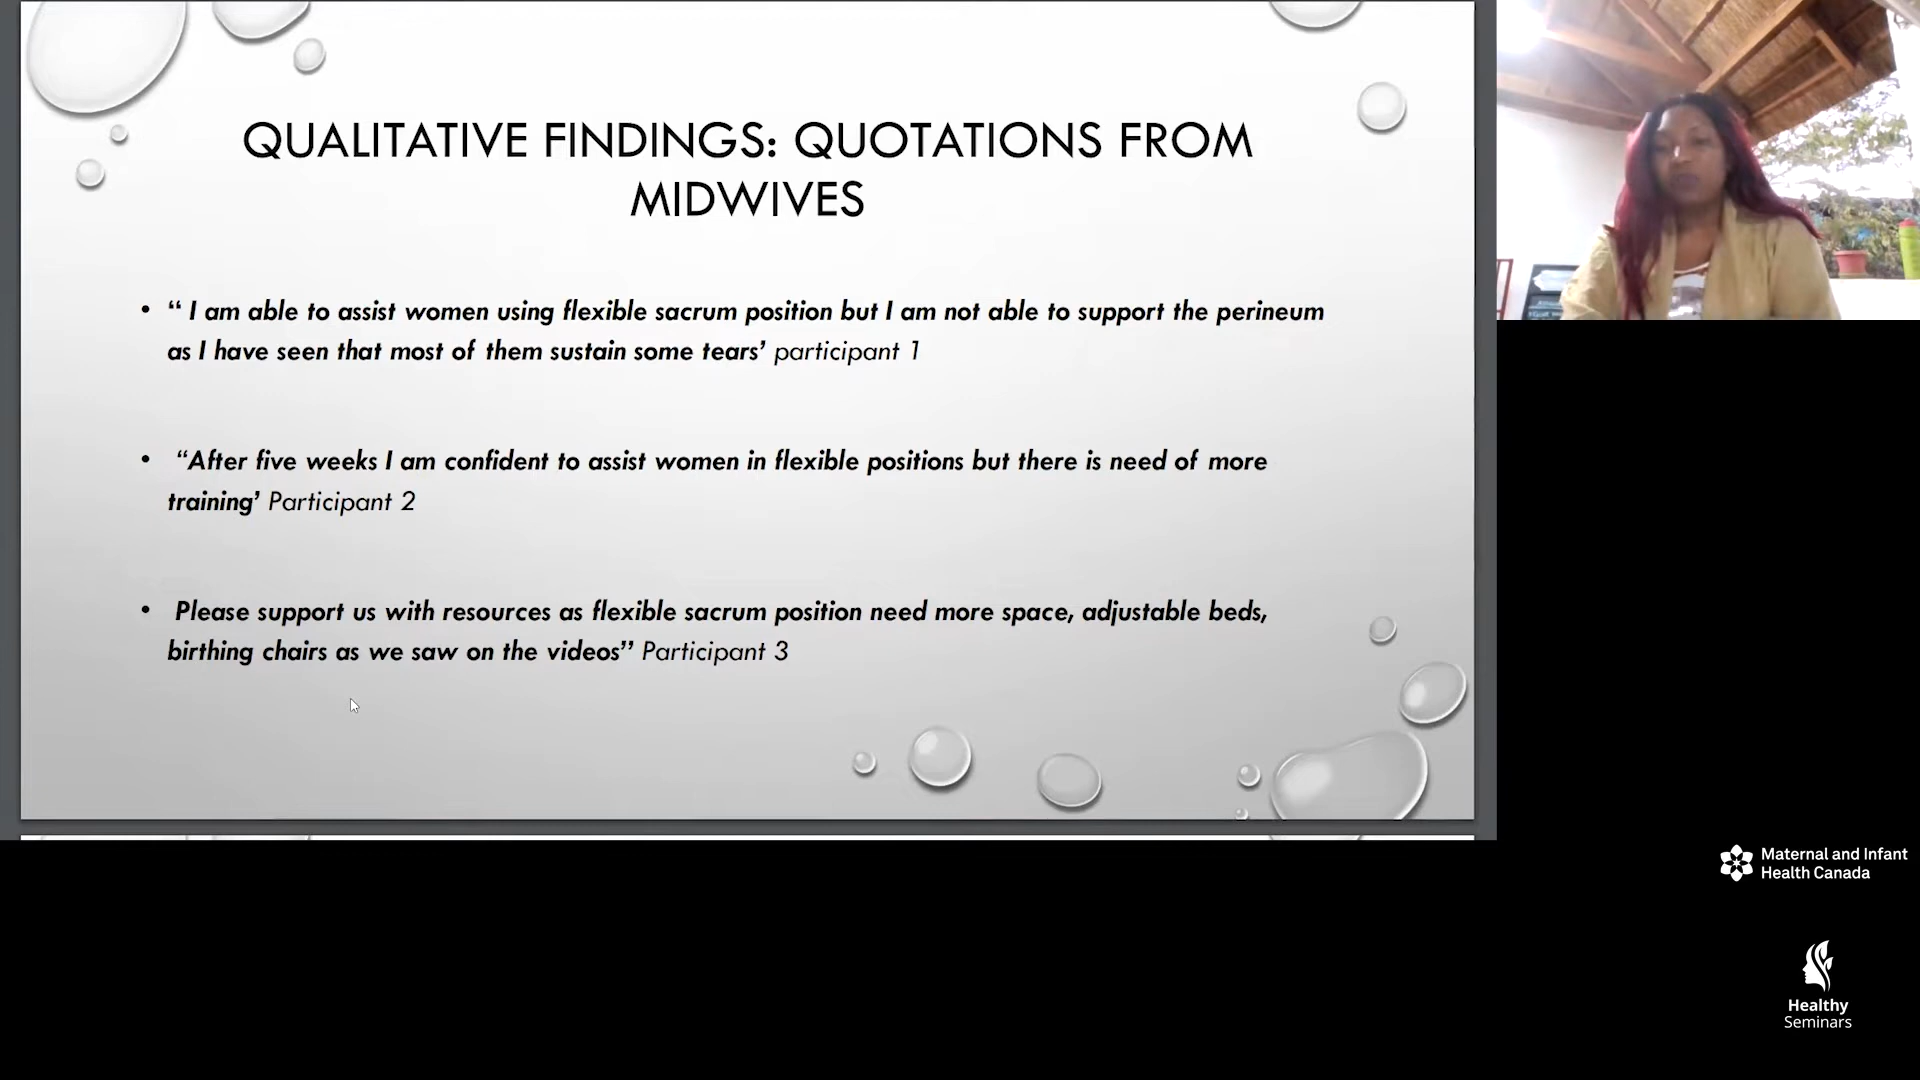 QUALITATIVE FINDINGS: QUOTATIONS FROM
MIDWIVES
• “ I am able to assist women using flexible sacrum position but I am not able to support the perineum
as I have seen that most of them sustain some tears’ participant 1
• “After five weeks I am confident to assist women in flexible positions but there is need of more
training’ Participant 2
• Please support us with resources as flexible sacrum position need more space, adjustable beds,
birthing chairs as we saw on the videos” Participant 3
Maternal and Infant
Health Canada
Healthy
Seminars